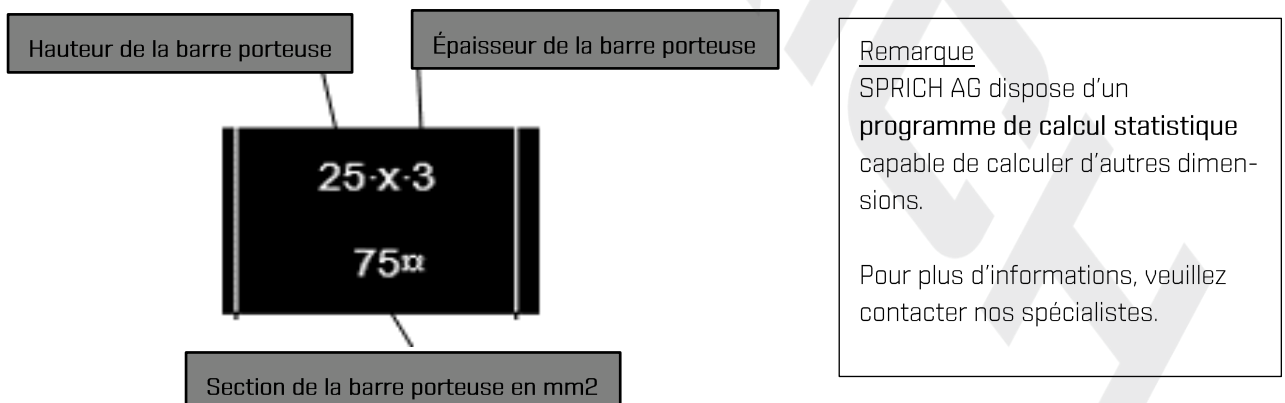 Hauteur de la barre porteuse
Épaisseur de la barre porteuse
25·x·3
75¤
Section de la barre porteuse en mm2
Remarque
SPRICH AG dispose d'un
programme de calcul statistique
capable de calculer d'autres dimen-
sions.
Pour plus d'informations, veuillez
contacter nos spécialistes.